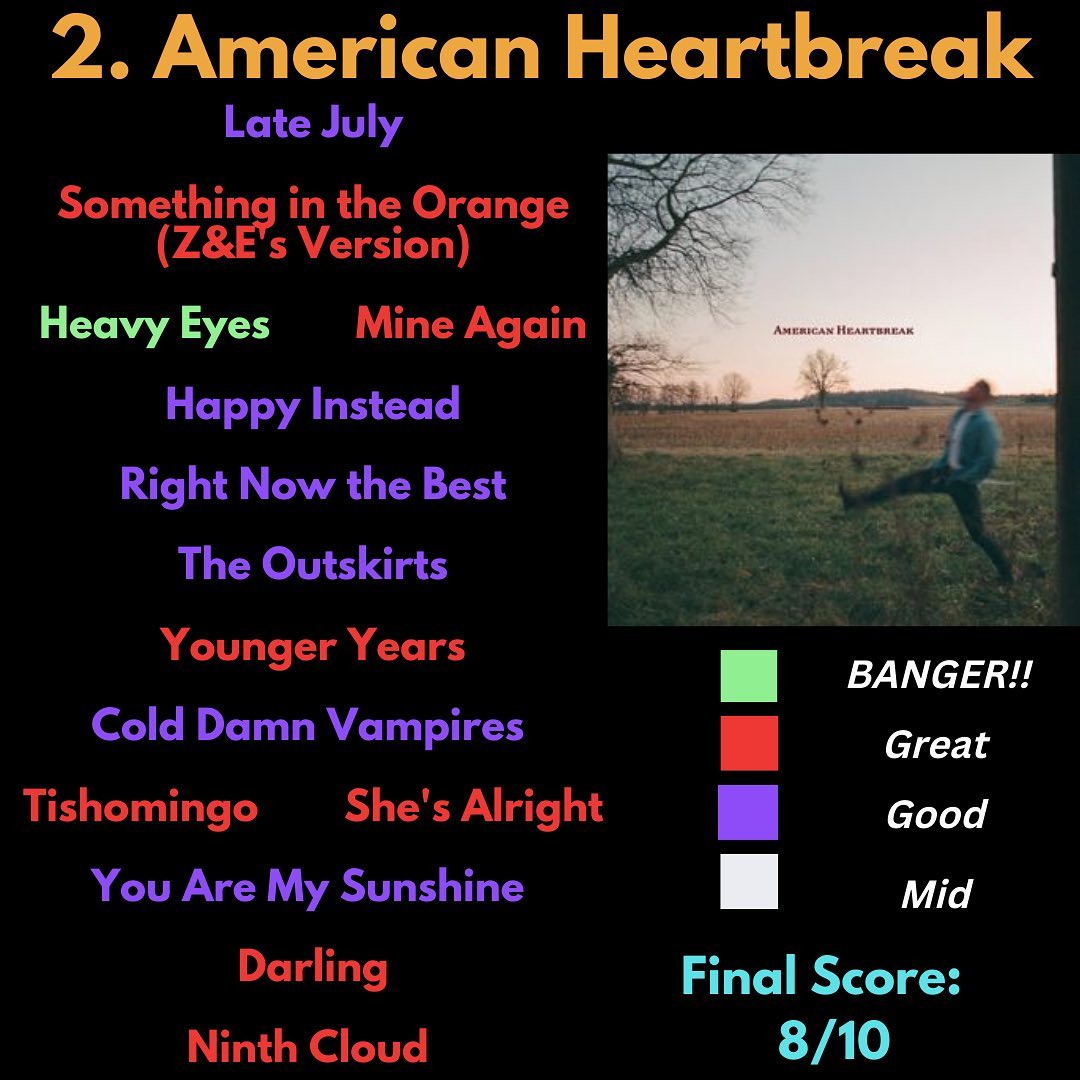 2. American Heartbreak
Late July
Something in the Orange
(Z&E's Version)
Heavy Eyes
Mine Again
Happy Instead
Right Now the Best
The Outskirts
Younger Years
Cold Damn Vampires
Tishomingo
She's Alright
You Are My Sunshine
Darling
Ninth Cloud
American Heartbreak
BANGER!!
Great
Good
Mid
Final Score:
8/10